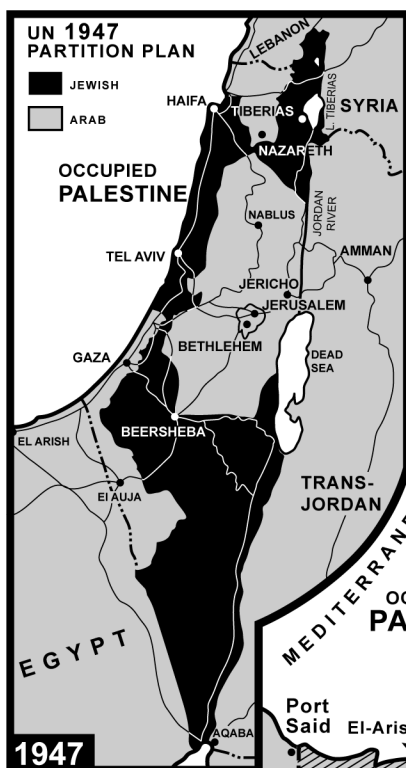 UN 1947
PARTITION PLAN
JEWISH
ARAB
LEBANON
HAIFA
TIBERIAS
L. TIBERIAS
SYRIA
NAZARETH
OCCUPIED
PALESTINE
NABLUS
JORDAN
RIVER
TEL AVIV
AMMAN
JERICHO
JERUSALEM
BETHLEHEM
GAZA
DEAD
SEA
BEERSHEBA
EL ARISH
El AUJA
TRANS-
JORDAN
EGYPT
MEDITERRANE
PA
AQABA
Port
Said
El-Aris
1947